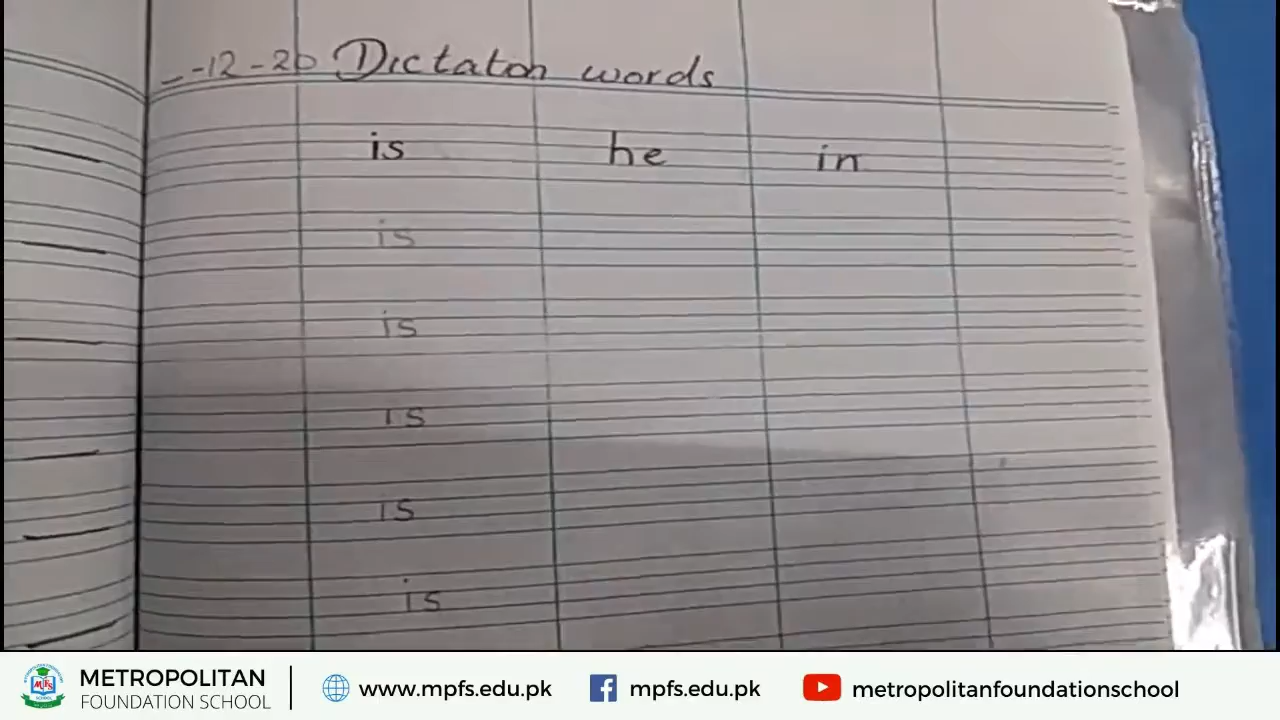 _-12-20 Dictaton words
is he in
is
is
is
is
is
METROPOLITAN
FOUNDATION SCHOOL
www.mpfs.edu.pk
mpfs.edu.pk
metropolitanfoundationschool